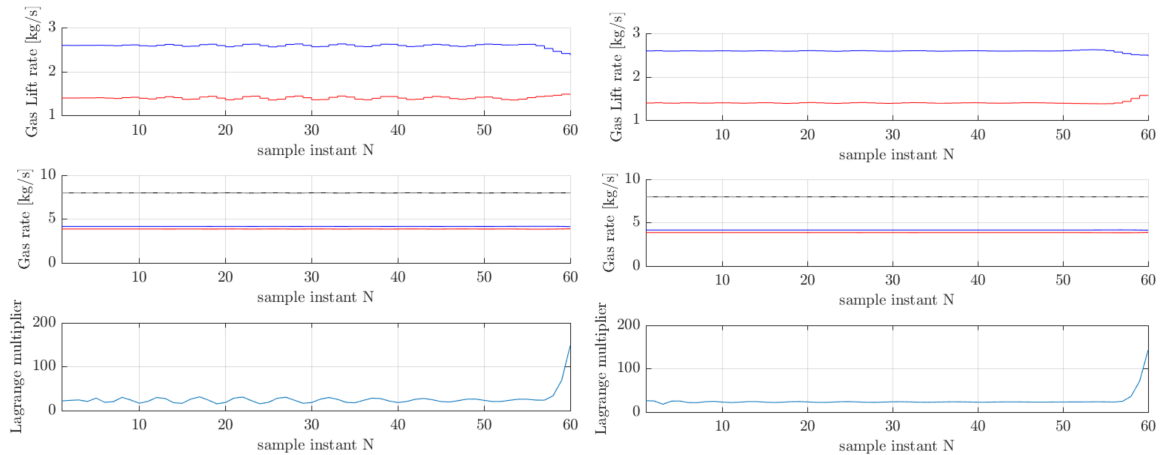 Gas Lift rate [kg/s]
3
2
1
10 20 30 40 50 60
sample instant N
Gas rate [kg/s]
10
5
0
10 20 30 40 50 60
sample instant N
Lagrange multiplier
200
100
0
10 20 30 40 50 60
sample instant N
Gas Lift rate [kg/s]
3
2
1
10 20 30 40 50 60
sample instant N
Gas rate [kg/s]
10
5
0
10 20 30 40 50 60
sample instant N
Lagrange multiplier
200
100
0
10 20 30 40 50 60
sample instant N